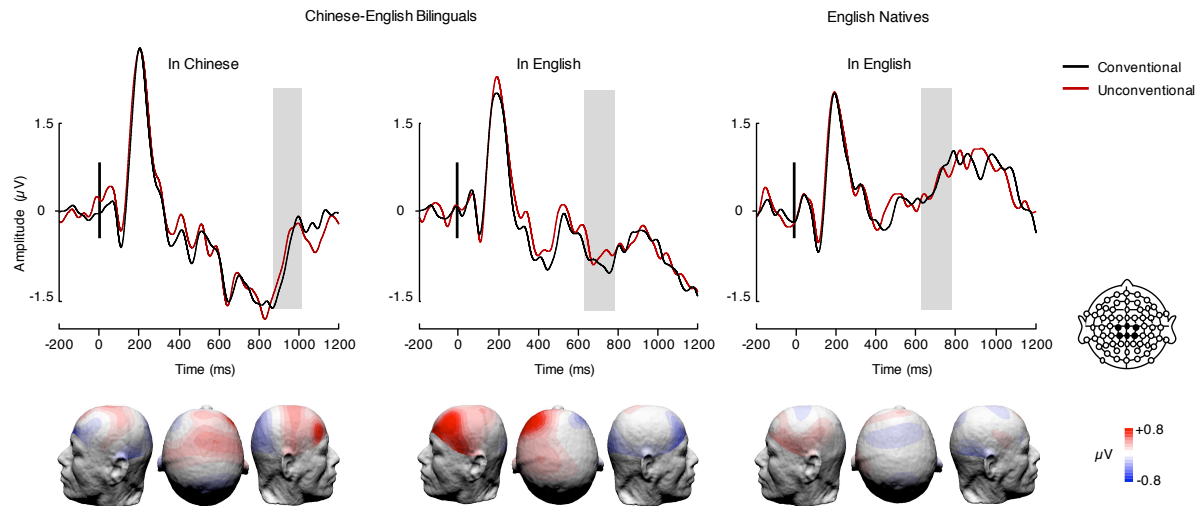 Chinese-English Bilinguals
English Natives
In Chinese
In English
In English
Conventional
Unconventional
Amplitude (µV)
1.5
0
-1.5
1.5
0
-1.5
1.5
0
-1.5
-200 0 200 400 600 800 1000 1200
-200 0 200 400 600 800 1000 1200
-200 0 200 400 600 800 1000 1200
Time (ms)
Time (ms)
Time (ms)
+0.8
µV
-0.8